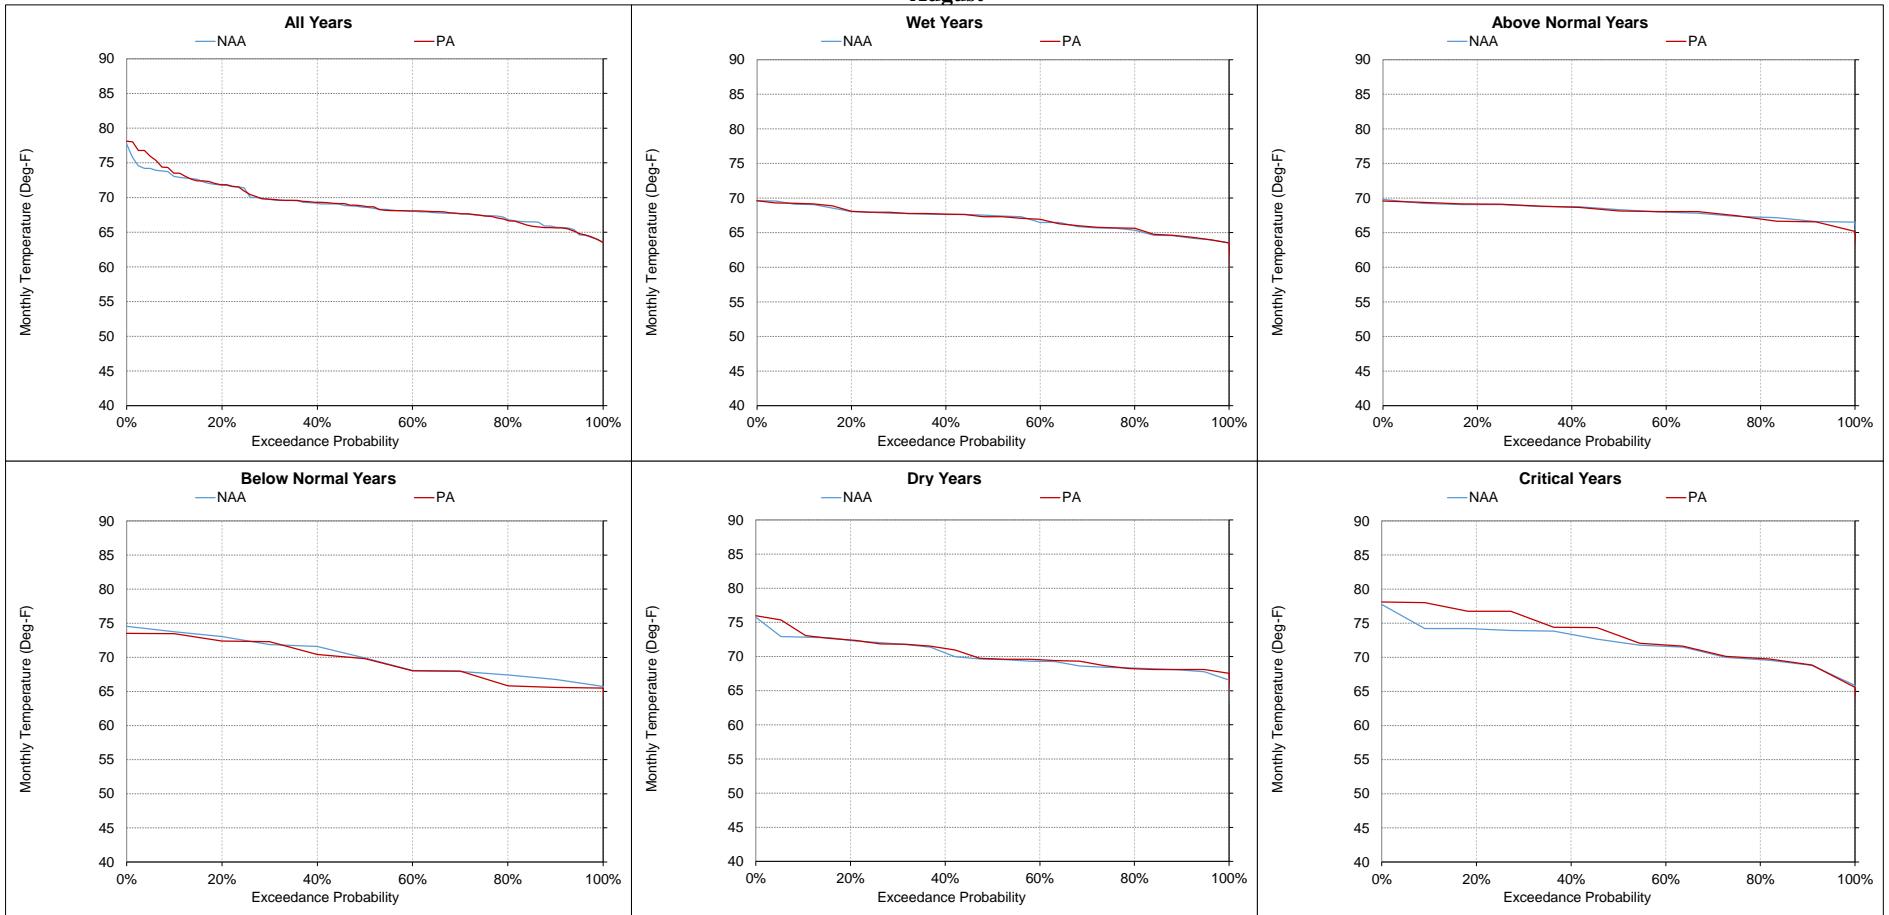 August
All Years
NAA PA
Monthly Temperature (Deg-F)
90
85
80
75
70
65
60
55
50
45
40
0% 20% 40% 60% 80% 100%
Exceedance Probability
Wet Years
NAA PA
Monthly Temperature (Deg-F)
90
85
80
75
70
65
60
55
50
45
40
0% 20% 40% 60% 80% 100%
Exceedance Probability
Above Normal Years
NAA PA
Monthly Temperature (Deg-F)
90
85
80
75
70
65
60
55
50
45
40
0% 20% 40% 60% 80% 100%
Exceedance Probability
Below Normal Years
NAA PA
Monthly Temperature (Deg-F)
90
85
80
75
70
65
60
55
50
45
40
0% 20% 40% 60% 80% 100%
Exceedance Probability
Dry Years
NAA PA
Monthly Temperature (Deg-F)
90
85
80
75
70
65
60
55
50
45
40
0% 20% 40% 60% 80% 100%
Exceedance Probability
Critical Years
NAA PA
Monthly Temperature (Deg-F)
90
85
80
75
70
65
60
55
50
45
40
0% 20% 40% 60% 80% 100%
Exceedance Probability